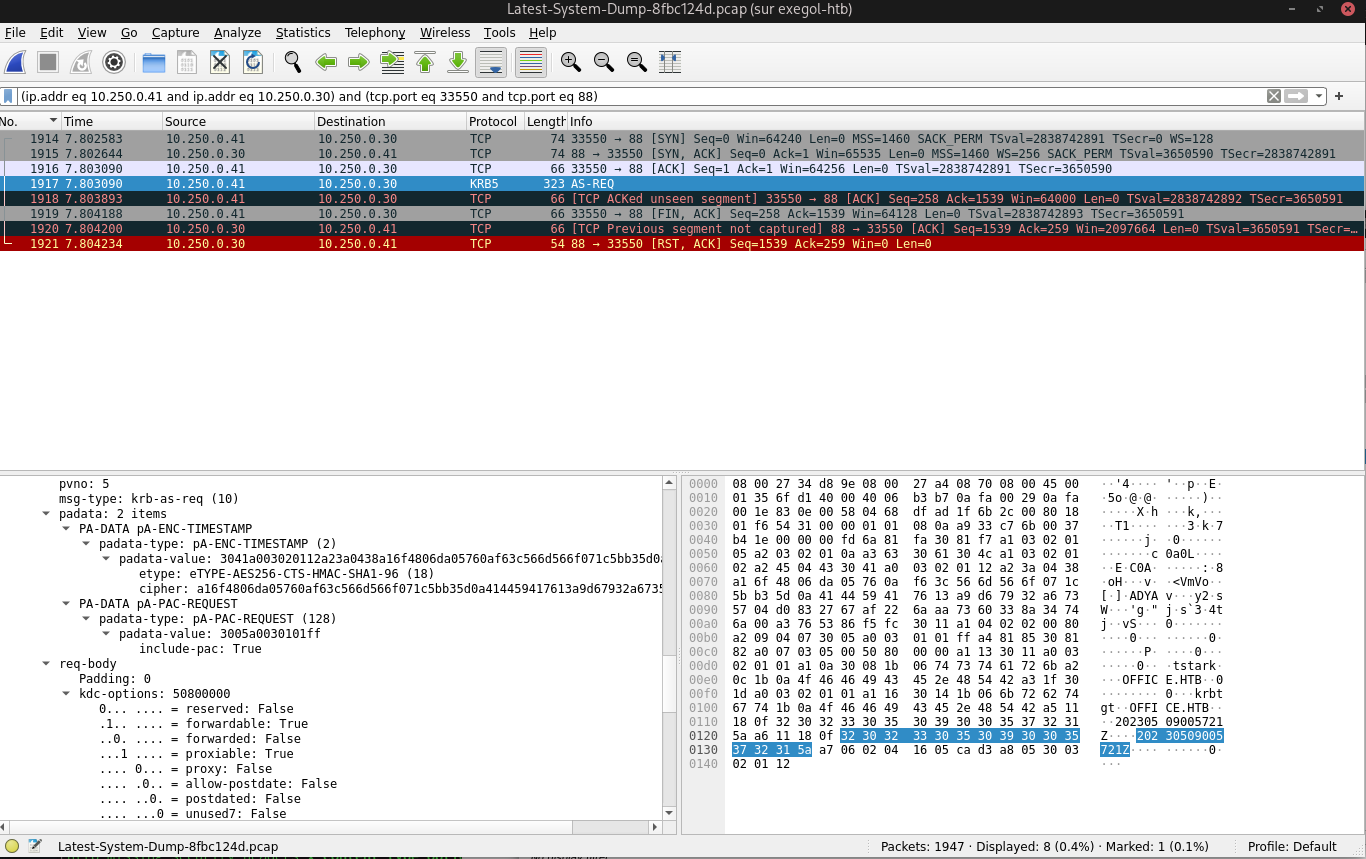 Latest-System-Dump-8fbc124d.pcap (sur exegol-htb)
File Edit View Go Capture Analyze Statistics Telephony Wireless Tools Help
(ip.addr eq 10.250.0.41 and ip.addr eq 10.250.0.30) and (tcp.port eq 33550 and tcp.port eq 88)
No. Time Source Destination Protocol Length Info
1914 7.802583 10.250.0.41 10.250.0.30 TCP 74 33550 → 88 [SYN] Seq=0 Win=64240 Len=0 MSS=1460 SACK_PERM TSval=2838742891 TSecr=0 WS=128
1915 7.802644 10.250.0.30 10.250.0.41 TCP 74 88 → 33550 [SYN, ACK] Seq=0 Ack=1 Win=65535 Len=0 MSS=1460 WS=256 SACK_PERM TSval=3650590 TSecr=2838742891
1916 7.803090 10.250.0.41 10.250.0.30 TCP 66 33550 → 88 [ACK] Seq=1 Ack=1 Win=64256 Len=0 TSval=2838742891 TSecr=3650590
1917 7.803090 10.250.0.41 10.250.0.30 KRB5 323 AS-REQ
1918 7.803893 10.250.0.41 10.250.0.30 TCP 66 [TCP ACKed unseen segment] 33550 → 88 [ACK] Seq=258 Ack=1539 Win=64000 Len=0 TSval=2838742892 TSecr=3650591
1919 7.804188 10.250.0.41 10.250.0.30 TCP 66 33550 → 88 [FIN, ACK] Seq=258 Ack=1539 Win=64128 Len=0 TSval=2838742893 TSecr=3650591
1920 7.804200 10.250.0.30 10.250.0.41 TCP 66 [TCP Previous segment not captured] 88 → 33550 [ACK] Seq=1539 Ack=259 Win=2097664 Len=0 TSval=3650591 TSecr=…
1921 7.804234 10.250.0.30 10.250.0.41 TCP 54 88 → 33550 [RST, ACK] Seq=1539 Ack=259 Win=0 Len=0
pvno: 5
msg-type: krb-as-req (10)
padata: 2 items
PA-DATA pA-ENC-TIMESTAMP
padata-type: pA-ENC-TIMESTAMP (2)
padata-value: 3041a003020112a23a0438a16f4806da05760af63c566d566f071c5bb35d0a
etype: eTYPE-AES256-CTS-HMAC-SHA1-96 (18)
cipher: a16f4806da05760af63c566d566f071c5bb35d0a414459417613a9d67932a6735
PA-DATA pA-PAC-REQUEST
padata-type: pA-PAC-REQUEST (128)
padata-value: 3005a0030101ff
include-pac: True
req-body
Padding: 0
kdc-options: 50800000
0... .... = reserved: False
.1.. .... = forwardable: True
..0. .... = forwarded: False
...1 .... = proxiable: True
.... 0... = proxy: False
.... .0.. = allow-postdate: False
.... ..0. = postdated: False
.... ...0 = unused7: False
0000 08 00 27 34 d8 9e 08 00 27 a4 08 70 08 00 45 00 ··'4···· '··p··E·
0010 01 35 6f d1 40 00 40 06 b3 b7 0a fa 00 29 0a fa ·5o·@·@· ·····)··
0020 00 1e 83 0e 00 58 04 68 df ad 1f 6b 2c 00 80 18 ·····X·h ···k,···
0030 01 f6 54 31 00 00 01 01 08 0a a9 33 c7 6b 00 37 ··T1···· ···3·k·7
0040 b4 1e 00 00 00 fd 6a 81 fa 30 81 f7 a1 03 02 01 ······j· ·0······
0050 05 a2 03 02 01 0a a3 63 30 61 30 4c a1 03 02 01 ·······c 0a0L····
0060 02 a2 45 04 43 30 41 a0 03 02 01 12 a2 3a 04 38 ··E·C0A· ·····:·8
0070 a1 6f 48 06 da 05 76 0a f6 3c 56 6d 56 6f 07 1c ·oH···v· ·<VmVo··
0080 5b b3 5d 0a 41 44 59 41 76 13 a9 d6 79 32 a6 73 [·]·ADYA v···y2·s
0090 57 04 d0 83 27 67 af 22 6a aa 73 60 33 8a 34 74 W···'g·" j·s`3·4t
00a0 6a 00 a3 76 53 86 f5 fc 30 11 a1 04 02 02 00 80 j··vS··· 0·······
00b0 a2 09 04 07 30 05 a0 03 01 01 ff a4 81 85 30 81 ····0··· ······0·
00c0 82 a0 07 03 05 00 50 80 00 00 a1 13 30 11 a0 03 ······P· ····0···
00d0 02 01 01 a1 0a 30 08 1b 06 74 73 74 61 72 6b a2 ·····0·· ·tstark·
00e0 0c 1b 0a 4f 46 46 49 43 45 2e 48 54 42 a3 1f 30 ···OFFIC E.HTB··0
00f0 1d a0 03 02 01 01 a1 16 30 14 1b 06 6b 72 62 74 ········ 0···krbt
0100 67 74 1b 0a 4f 46 46 49 43 45 2e 48 54 42 a5 11 gt··OFFI CE.HTB··
0110 18 0f 32 30 32 33 30 35 30 39 30 30 35 37 32 31 ··202305 09005721
0120 5a a6 11 18 0f 32 30 32 33 30 35 30 39 30 30 35 Z····202 30509005
0130 37 32 31 5a a7 06 02 04 16 05 ca d3 a8 05 30 03 721Z···· ······0·
0140 02 01 12 ···
Latest-System-Dump-8fbc124d.pcap
Packets: 1947 · Displayed: 8 (0.4%) · Marked: 1 (0.1%)
Profile: Default